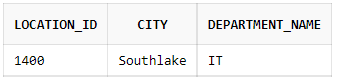 LOCATION_ID CITY DEPARTMENT_NAME
1400 Southlake IT